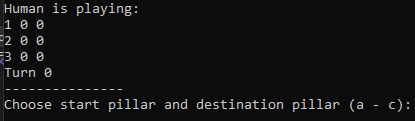 Human is playing:
1 0 0
2 0 0
3 0 0
Turn 0
---------------
Choose start pillar and destination pillar (a - c):